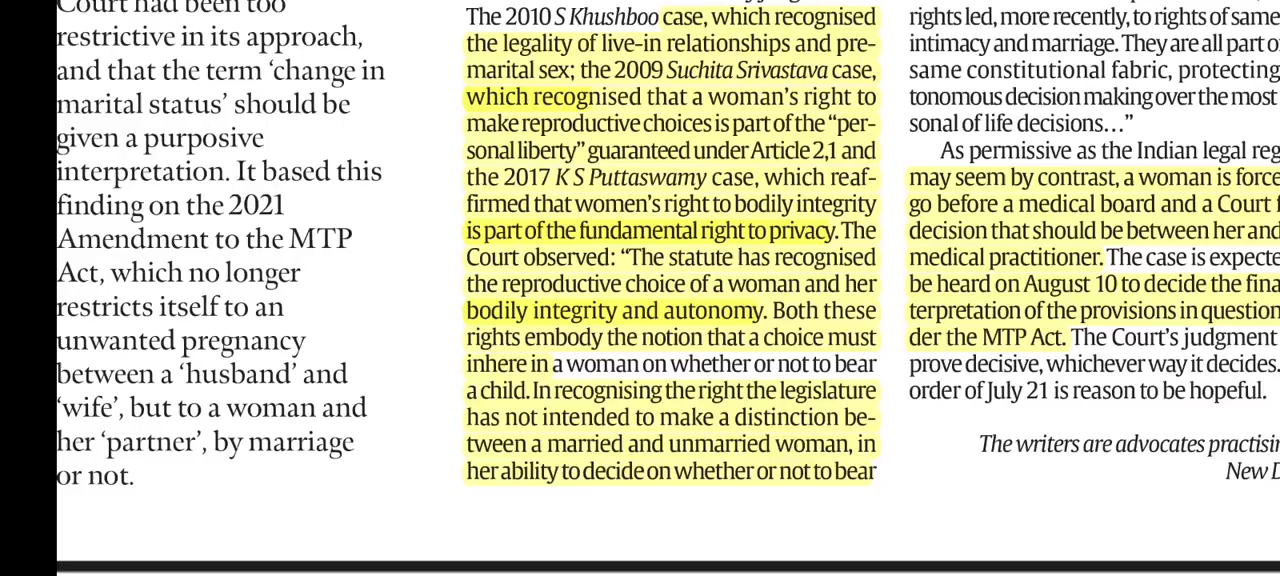 Court had been too
restrictive in its approach,
and that the term ‘change in
marital status’ should be
given a purposive
interpretation. It based this
finding on the 2021
Amendment to the MTP
Act, which no longer
restricts itself to an
unwanted pregnancy
between a ‘husband’ and
‘wife’, but to a woman and
her ‘partner’, by marriage
or not.
The 2010 S Khushboo case, which recognised
the legality of live-in relationships and pre-
marital sex; the 2009 Suchita Srivastava case,
which recognised that a woman’s right to
make reproductive choices is part of the “per-
sonal liberty” guaranteed under Article 2,1 and
the 2017 K S Puttaswamy case, which reaf-
firmed that women’s right to bodily integrity
is part of the fundamental right to privacy. The
Court observed: “The statute has recognised
the reproductive choice of a woman and her
bodily integrity and autonomy. Both these
rights embody the notion that a choice must
inhere in a woman on whether or not to bear
a child. In recognising the right the legislature
has not intended to make a distinction be-
tween a married and unmarried woman, in
her ability to decide on whether or not to bear
rights led, more recently, to rights of same
intimacy and marriage. They are all part o
same constitutional fabric, protecting
tonomous decision making over the most
sonal of life decisions…”
As permissive as the Indian legal reg
may seem by contrast, a woman is force
go before a medical board and a Court f
decision that should be between her and
medical practitioner. The case is expecte
be heard on August 10 to decide the fina
terpretation of the provisions in question
der the MTP Act. The Court’s judgment
prove decisive, whichever way it decides.
order of July 21 is reason to be hopeful.
The writers are advocates practisin
New D